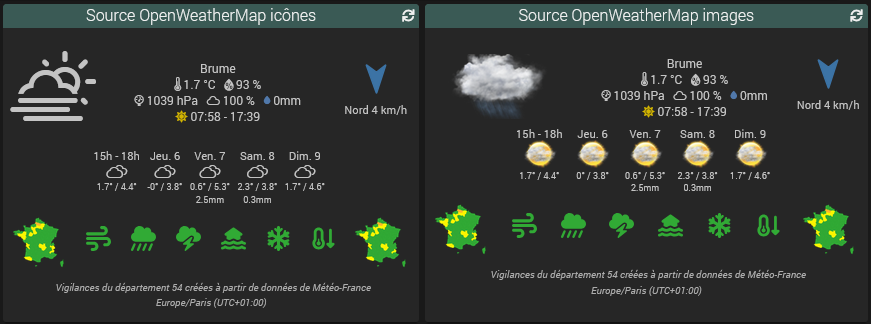 Source OpenWeatherMap icônes
Brume
1.7 °C 93 %
1039 hPa 100 % 0mm
07:58 - 17:39
Nord 4 km/h
15h - 18h Jeu. 6 Ven. 7 Sam. 8 Dim. 9
1.7° / 4.4° -0° / 3.8° 0.6° / 5.3° 2.3° / 3.8° 1.7° / 4.6°
2.5mm 0.3mm
Vigilances du département 54 créées à partir de données de Météo-France
Europe/Paris (UTC+01:00)
Source OpenWeatherMap images
Brume
1.7 °C 93 %
1039 hPa 100 % 0mm
07:58 - 17:39
Nord 4 km/h
15h - 18h Jeu. 6 Ven. 7 Sam. 8 Dim. 9
1.7° / 4.4° 0° / 3.8° 0.6° / 5.3° 2.3° / 3.8° 1.7° / 4.6°
2.5mm 0.3mm
Vigilances du département 54 créées à partir de données de Météo-France
Europe/Paris (UTC+01:00)